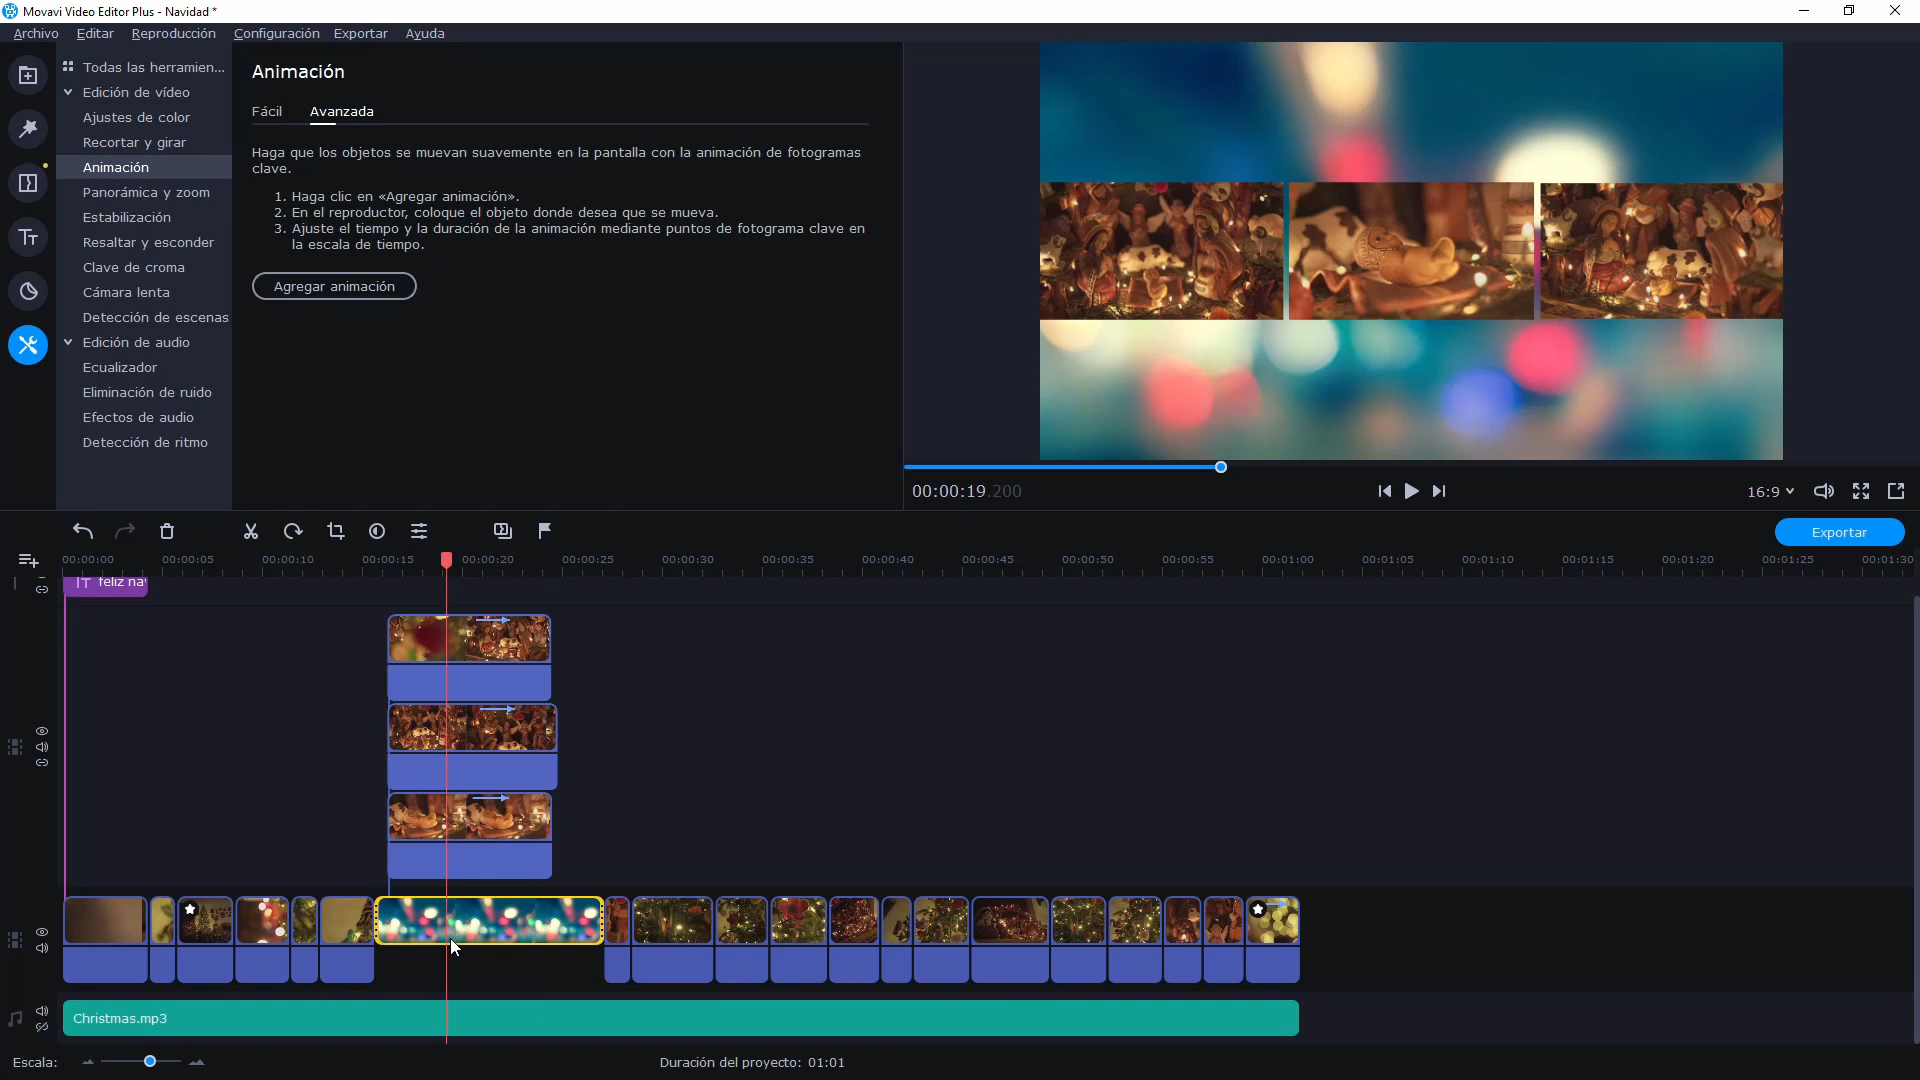 Movavi Video Editor Plus - Navidad *
Archivo Editar Reproducción Configuración Exportar Ayuda
Todas las herramien...
Edición de vídeo
Ajustes de color
Recortar y girar
Animación
Panorámica y zoom
Estabilización
Resaltar y esconder
Clave de croma
Cámara lenta
Detección de escenas
Edición de audio
Ecualizador
Eliminación de ruido
Efectos de audio
Detección de ritmo
Animación
Fácil Avanzada
Haga que los objetos se muevan suavemente en la pantalla con la animación de fotogramas
clave.
1. Haga clic en «Agregar animación».
2. En el reproductor, coloque el objeto donde desea que se mueva.
3. Ajuste el tiempo y la duración de la animación mediante puntos de fotograma clave en
la escala de tiempo.
Agregar animación
00:00:19.200
16:9
Exportar
00:00:00 00:00:05 00:00:10 00:00:15 00:00:20 00:00:25 00:00:30 00:00:35 00:00:40 00:00:45 00:00:50 00:00:55 00:01:00 00:01:05 00:01:10 00:01:15 00:01:20 00:01:25 00:01:30
feliz na
Christmas.mp3
Escala:
Duración del proyecto: 01:01